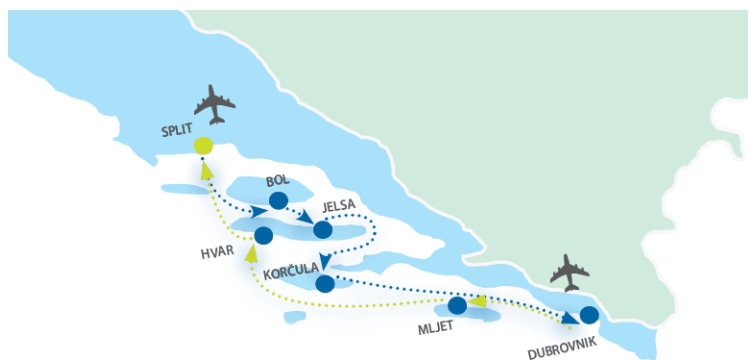 SPLIT
BOL
JELSA
HVAR
KORČULA
MLJET
DUBROVNIK